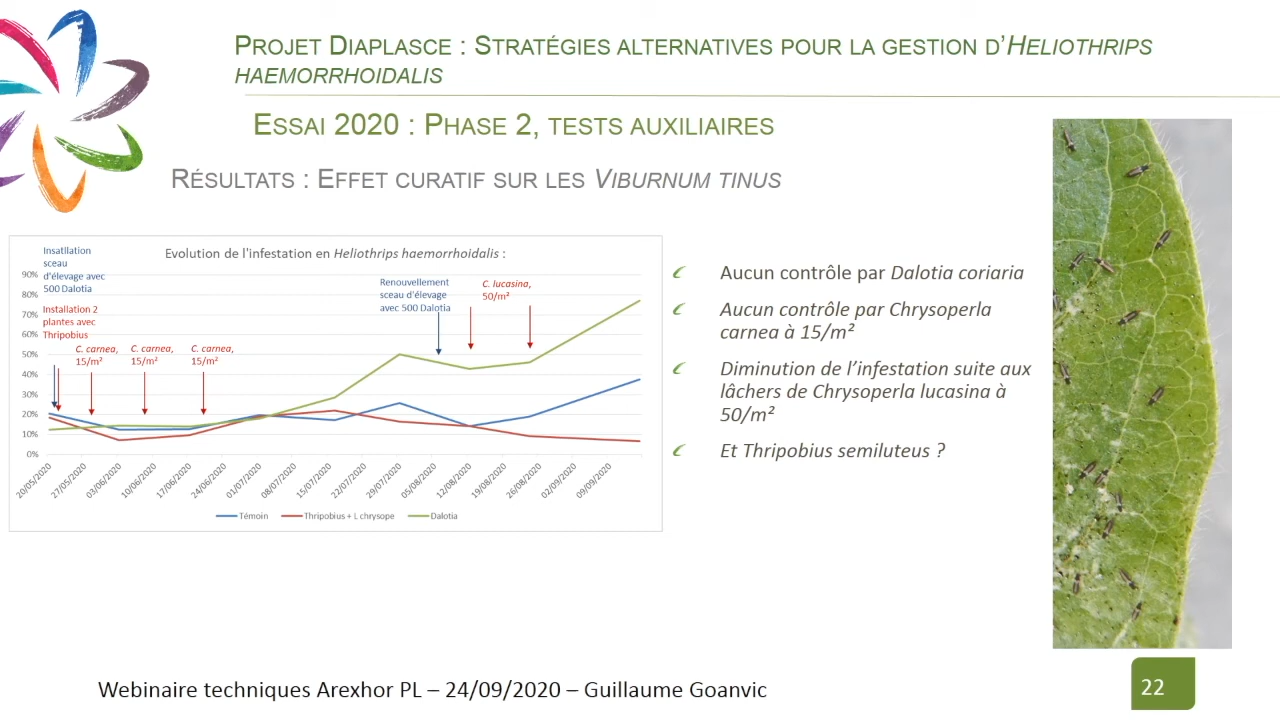 PROJET DIAPLASCE : STRATÉGIES ALTERNATIVES POUR LA GESTION D'HELIOTHRIPS
HAEMORRHOIDALIS
ESSAI 2020 : PHASE 2, TESTS AUXILIAIRES
RÉSULTATS : EFFET CURATIF SUR LES VIBURNUM TINUS
Evolution de l'infestation en Heliothrips haemorrhoidalis :
Insatllation
sceau
d'élevage avec
500 Dalotia
Installation 2
plantes avec
Thripobius
C. carnea,
15/m²
C. carnea,
15/m²
C. carnea,
15/m²
Renouvellement
sceau d'élevage
avec 500 Dalotia
C. lucasina,
50/m²
90%
80%
70%
60%
50%
40%
30%
20%
10%
0%
20/05/2020
27/05/2020
03/06/2020
10/06/2020
17/06/2020
24/06/2020
01/07/2020
08/07/2020
15/07/2020
22/07/2020
29/07/2020
05/08/2020
12/08/2020
19/08/2020
26/08/2020
02/09/2020
09/09/2020
Témoin
Thripobius + L chrysope
Dalotia
Aucun contrôle par Dalotia coriaria
Aucun contrôle par Chrysoperla
carnea à 15/m²
Diminution de l'infestation suite aux
lâchers de Chrysoperla lucasina à
50/m²
Et Thripobius semiluteus ?
Webinaire techniques Arexhor PL – 24/09/2020 – Guillaume Goanvic
22